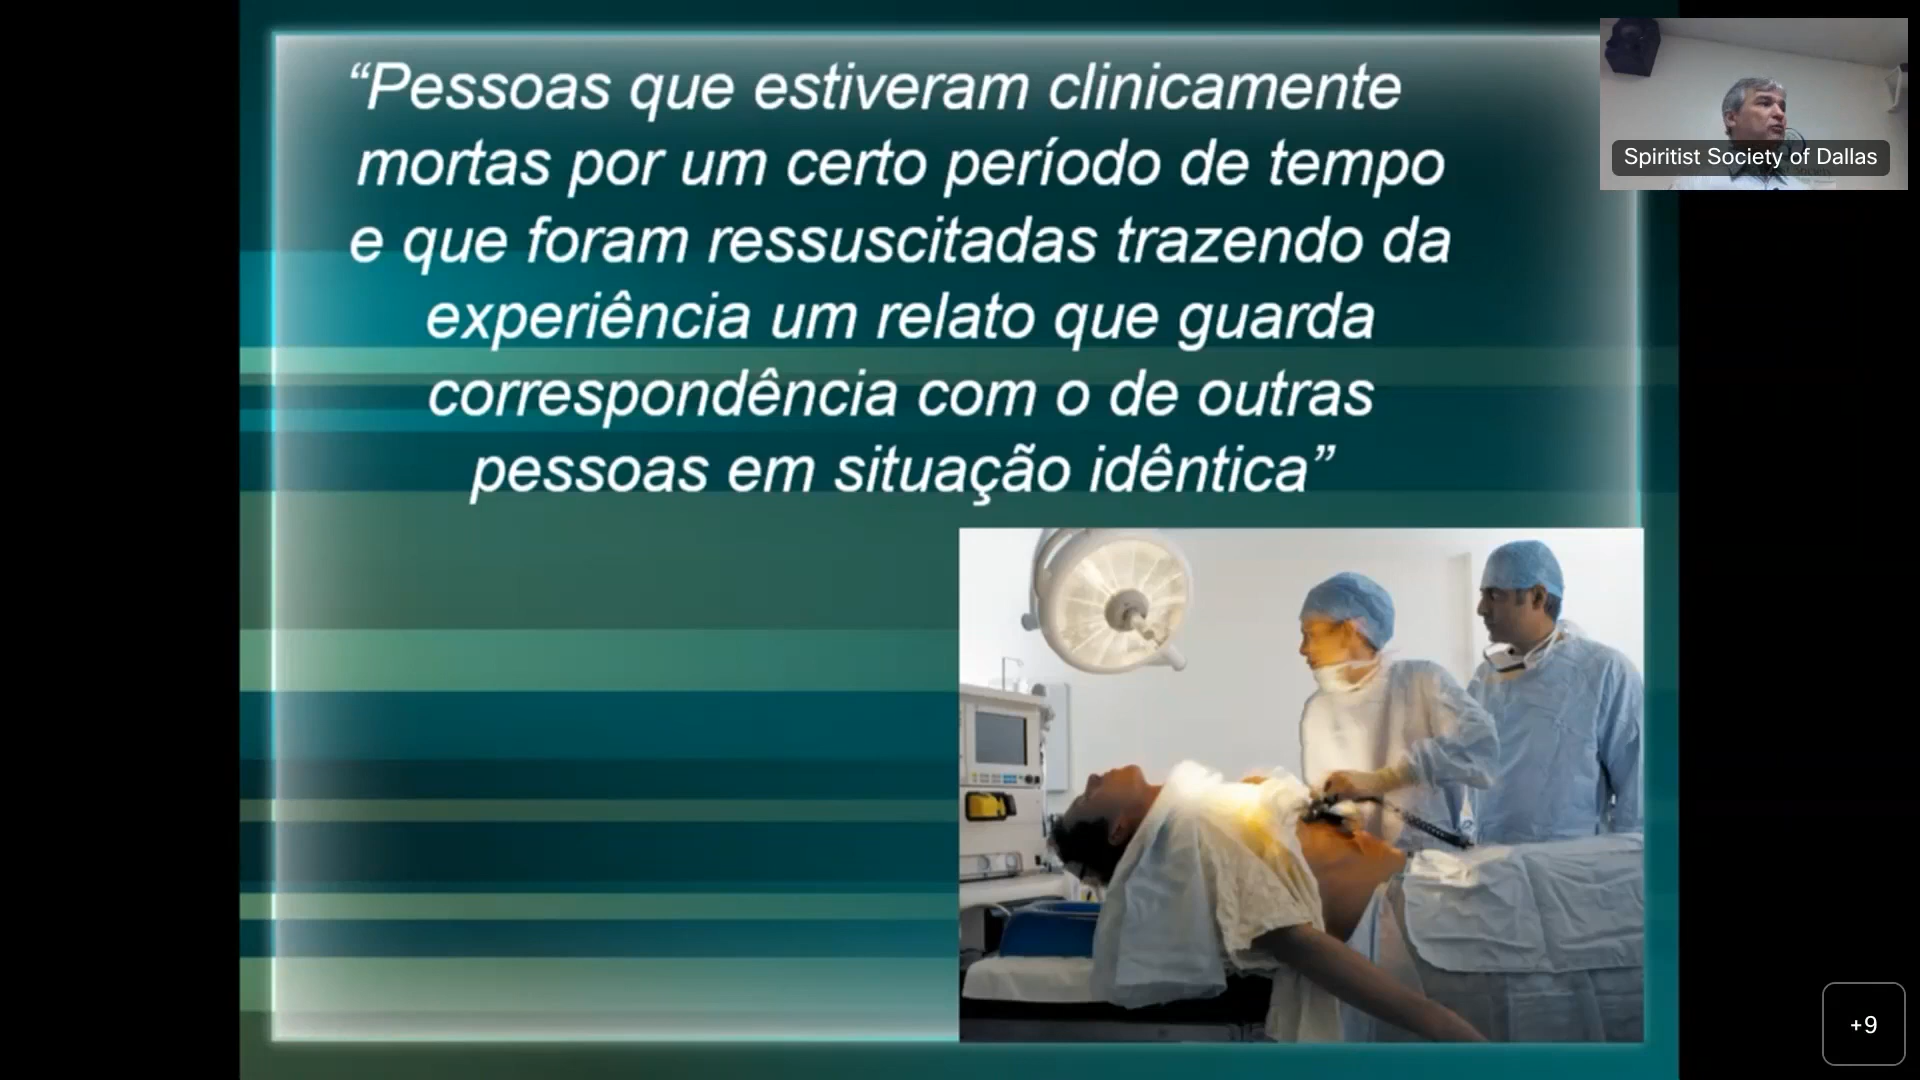 “Pessoas que estiveram clinicamente
mortas por um certo período de tempo
e que foram ressuscitadas trazendo da
experiência um relato que guarda
correspondência com o de outras
pessoas em situação idêntica”
Spiritist Society of Dallas
+9